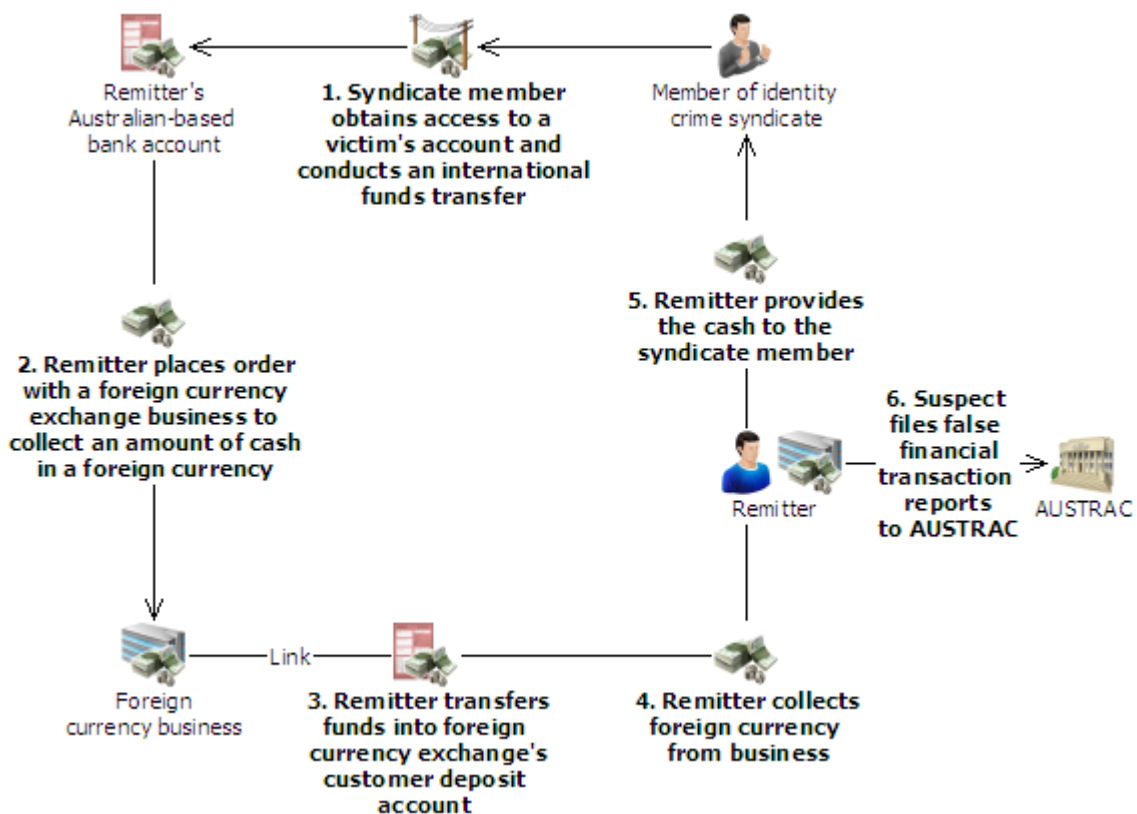 Remitter's
Australian-based
bank account
1. Syndicate member
obtains access to a
victim's account and
conducts an international
funds transfer
Member of identity
crime syndicate
2. Remitter places order
with a foreign currency
exchange business to
collect an amount of cash
in a foreign currency
5. Remitter provides
the cash to the
syndicate member
Remitter
6. Suspect
files false
financial
transaction
reports
to AUSTRAC
AUSTRAC
Foreign
currency business
Link
3. Remitter transfers
funds into foreign
currency exchange's
customer deposit
account
4. Remitter collects
foreign currency
from business